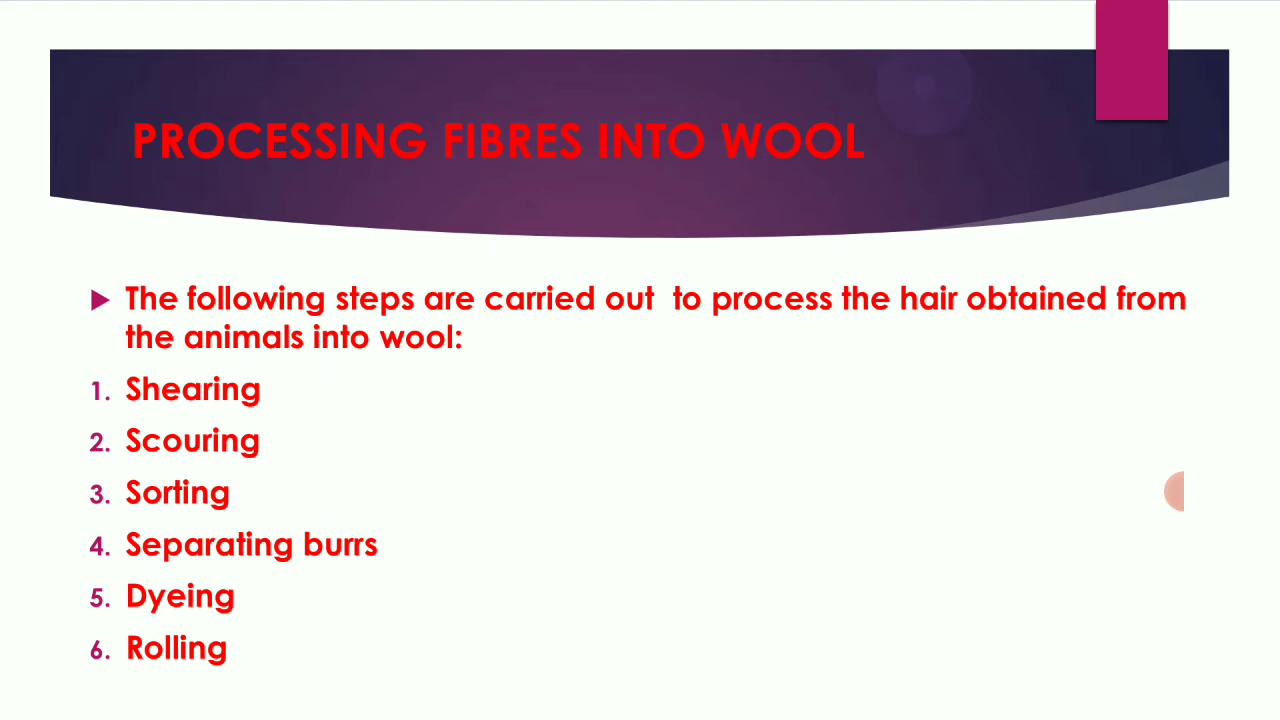 PROCESSING FIBRES INTO WOOL
The following steps are carried out to process the hair obtained from
the animals into wool:
1. Shearing
2. Scouring
3. Sorting
4. Separating burrs
5. Dyeing
6. Rolling